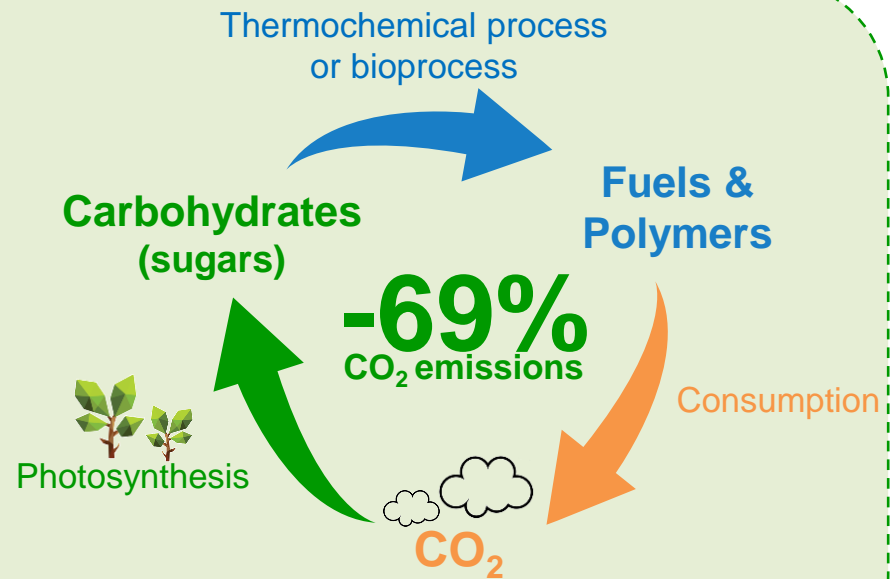 Thermochemical process
or bioprocess
Fuels &
Polymers
Carbohydrates
(sugars)
-69%
CO₂ emissions
Consumption
Photosynthesis
CO₂